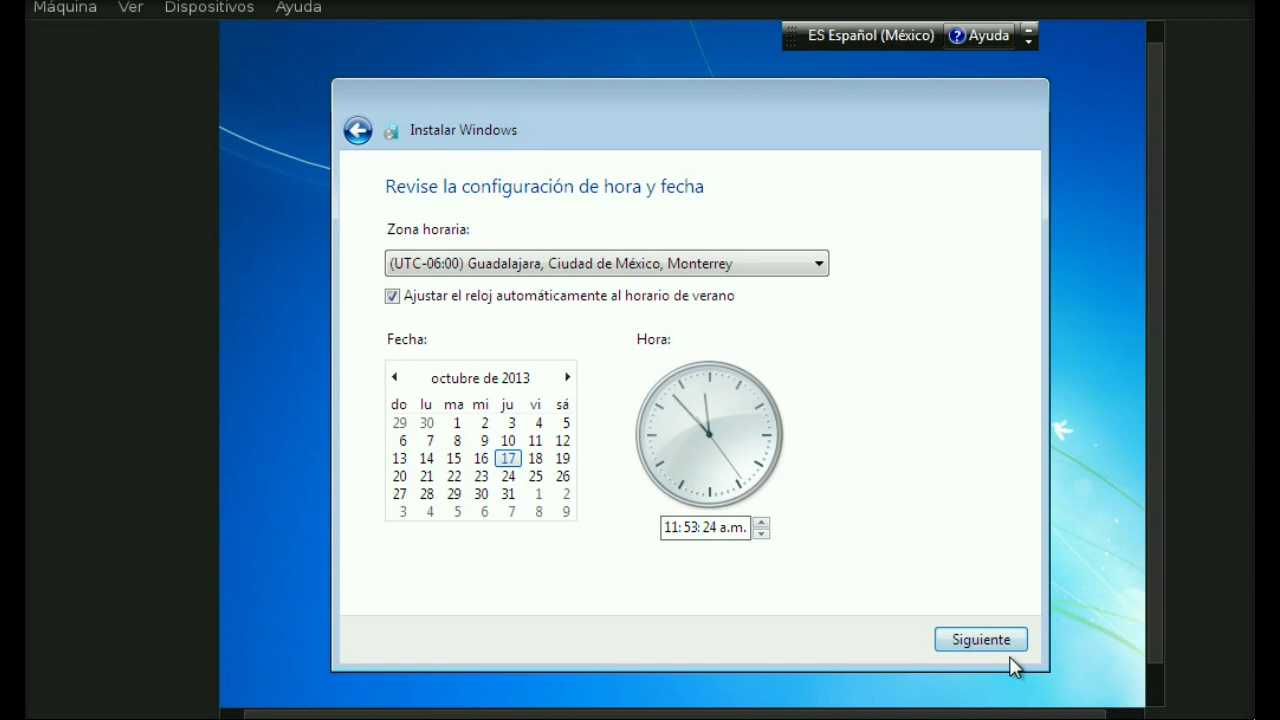 Máquina Ver Dispositivos Ayuda
ES Español (México) ? Ayuda
Instalar Windows
Revise la configuración de hora y fecha
Zona horaria:
(UTC-06:00) Guadalajara, Ciudad de México, Monterrey
Ajustar el reloj automáticamente al horario de verano
Fecha:
Hora:
octubre de 2013
do lu ma mi ju vi sá
29 30 1 2 3 4 5
6 7 8 9 10 11 12
13 14 15 16 17 18 19
20 21 22 23 24 25 26
27 28 29 30 31 1 2
3 4 5 6 7 8 9
11:53:24 a.m.
Siguiente